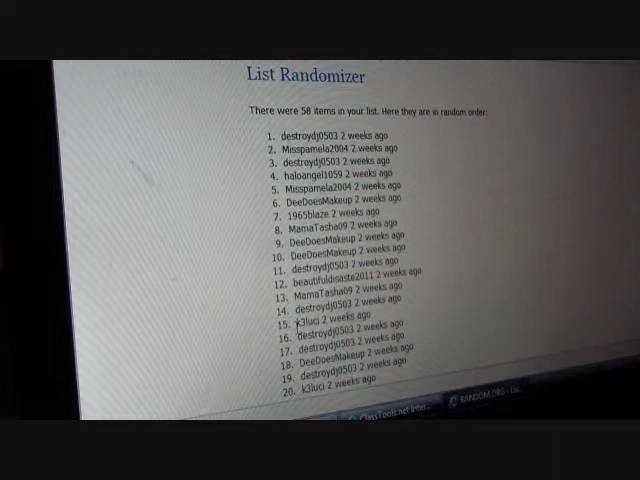 List Randomizer
There were 58 items in your list. Here they are in random order:
1. destroydj0503 2 weeks ago
2. Misspamela2004 2 weeks ago
3. destroydj0503 2 weeks ago
4. haloangel1059 2 weeks ago
5. Misspamela2004 2 weeks ago
6. DeeDoesMakeup 2 weeks ago
7. 1965blaze 2 weeks ago
8. MamaTasha09 2 weeks ago
9. DeeDoesMakeup 2 weeks ago
10. DeeDoesMakeup 2 weeks ago
11. destroydj0503 2 weeks ago
12. beautifuldisaste2011 2 weeks ago
13. MamaTasha09 2 weeks ago
14. destroydj0503 2 weeks ago
15. k3luci 2 weeks ago
16. destroydj0503 2 weeks ago
17. destroydj0503 2 weeks ago
18. DeeDoesMakeup 2 weeks ago
19. destroydj0503 2 weeks ago
20. k3luci 2 weeks ago
ClassTools.net Inter...
RANDOM.ORG - Lis...